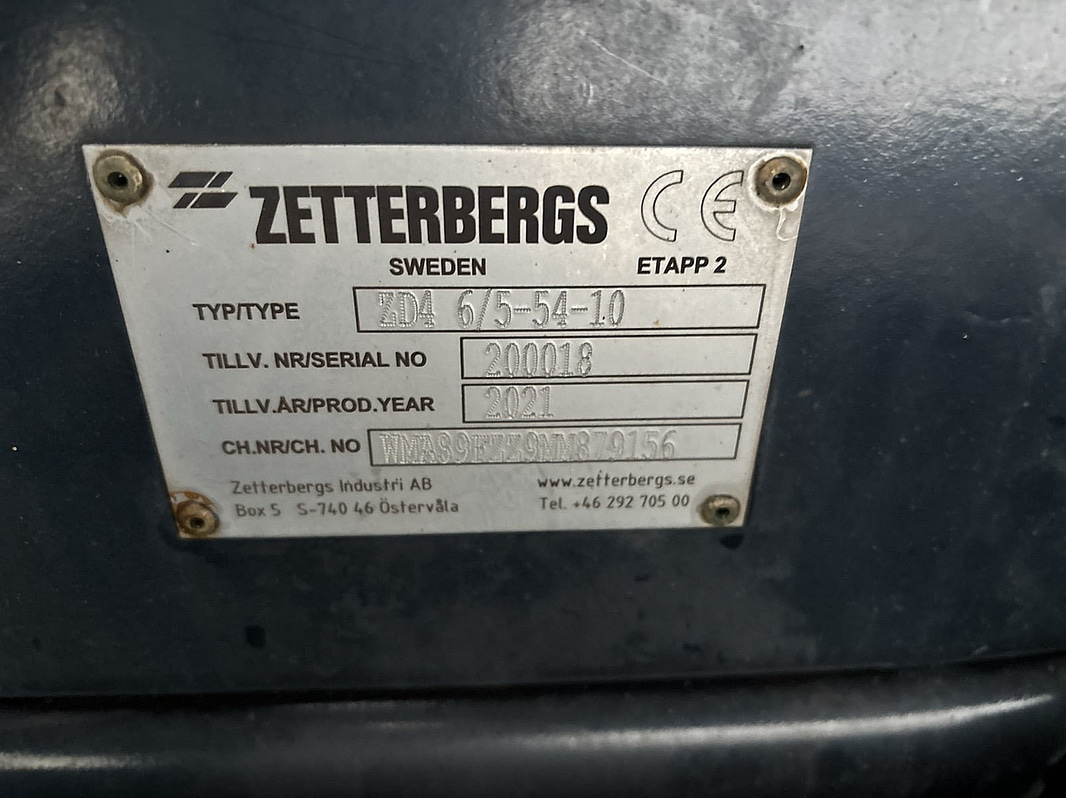 ZETTERBERGS CE
SWEDEN ETAPP 2
TYP/TYPE ZD4 6/5-54-10
TILLV. NR/SERIAL NO 200018
TILLV.ÅR/PROD.YEAR 2021
CH.NR/CH. NO
Zetterbergs Industri AB www.zetterbergs.se
Box 5 S-740 46 Östervåla Tel. +46 292 705 00